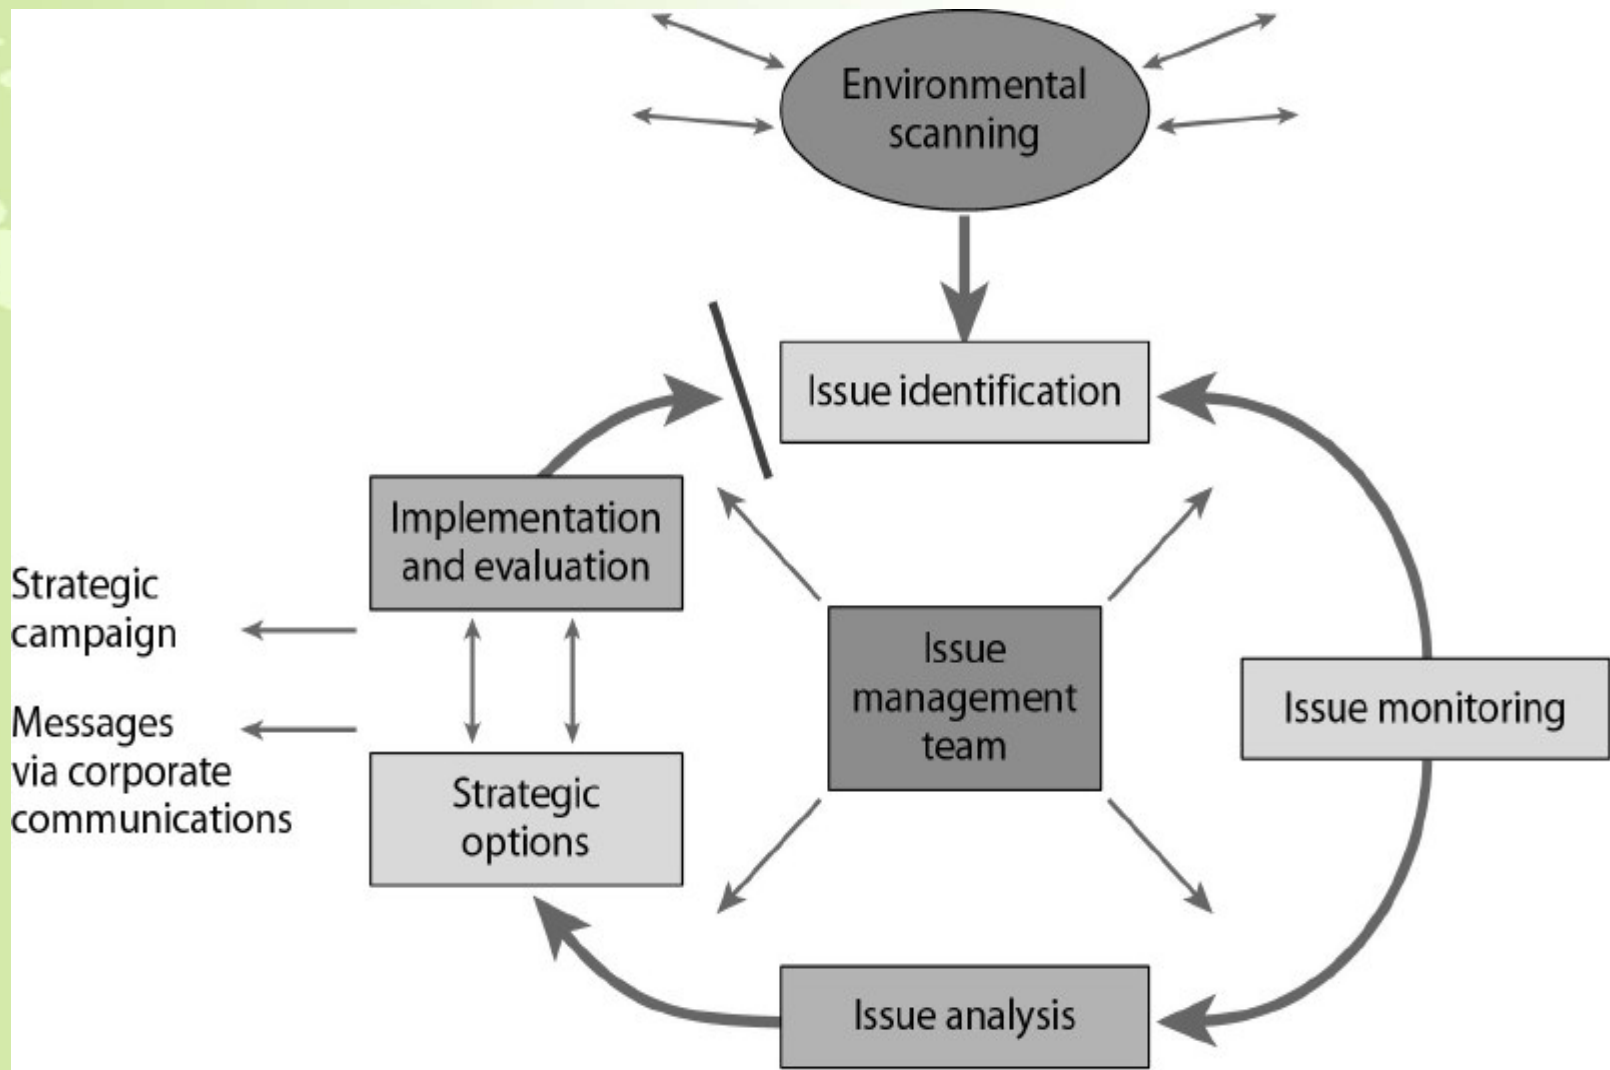 Environmental
scanning
Issue identification
Implementation
and evaluation
Strategic
campaign
Issue
management
team
Issue monitoring
Messages
via corporate
communications
Strategic
options
Issue analysis